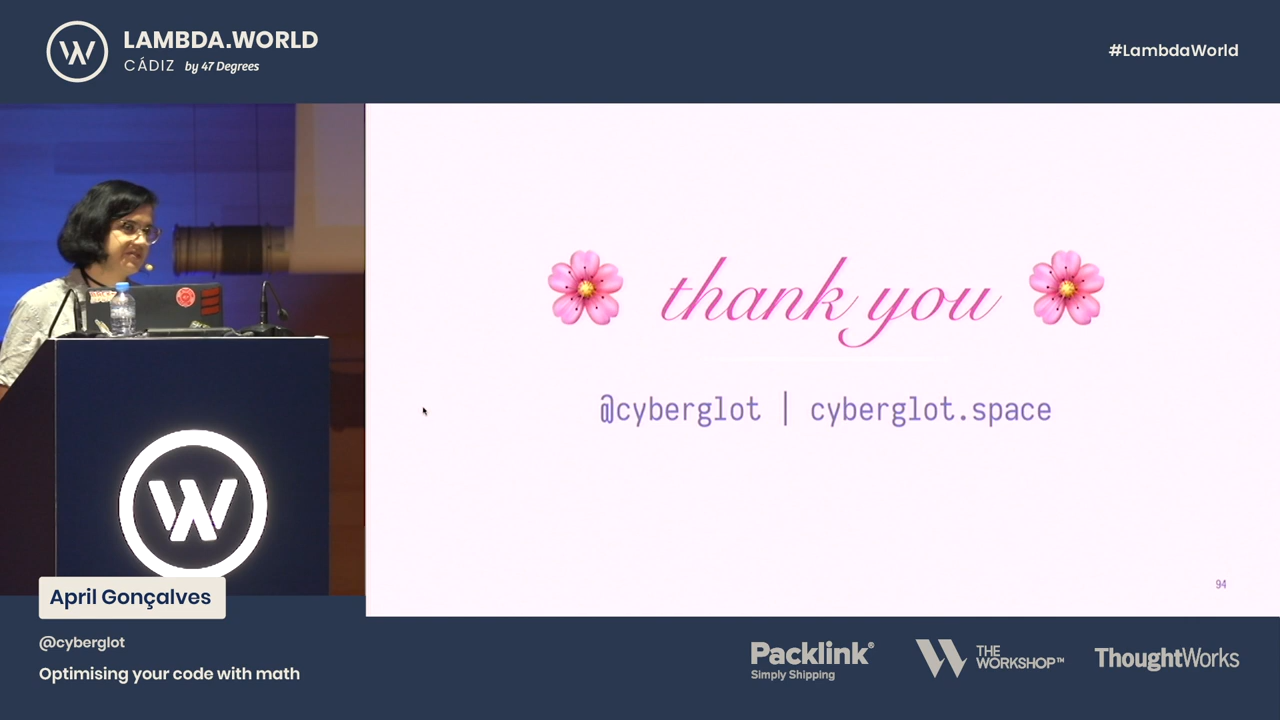 LAMBDA.WORLD
CÁDIZ by 47 Degrees
#LambdaWorld
thank you
@cyberglot | cyberglot.space
94
April Gonçalves
@cyberglot
Optimising your code with math
Packlink®
Simply Shipping
THE
WORKSHOP™
ThoughtWorks